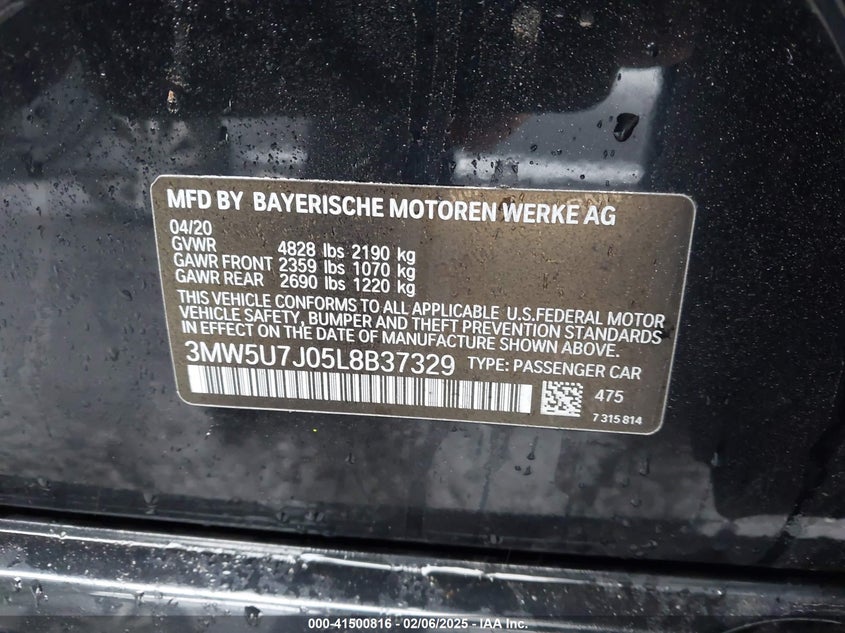 MFD BY BAYERISCHE MOTOREN WERKE AG
04/20
GVWR 4828 lbs 2190 kg
GAWR FRONT 2359 lbs 1070 kg
GAWR REAR 2690 lbs 1220 kg
THIS VEHICLE CONFORMS TO ALL APPLICABLE U.S.FEDERAL MOTOR
VEHICLE SAFETY, BUMPER AND THEFT PREVENTION STANDARDS
IN EFFECT ON THE DATE OF MANUFACTURE SHOWN ABOVE.
3MW5U7J05L8B37329 TYPE: PASSENGER CAR
475
7 315 814
000-41500816 - 02/06/2025 - © IAA Inc.